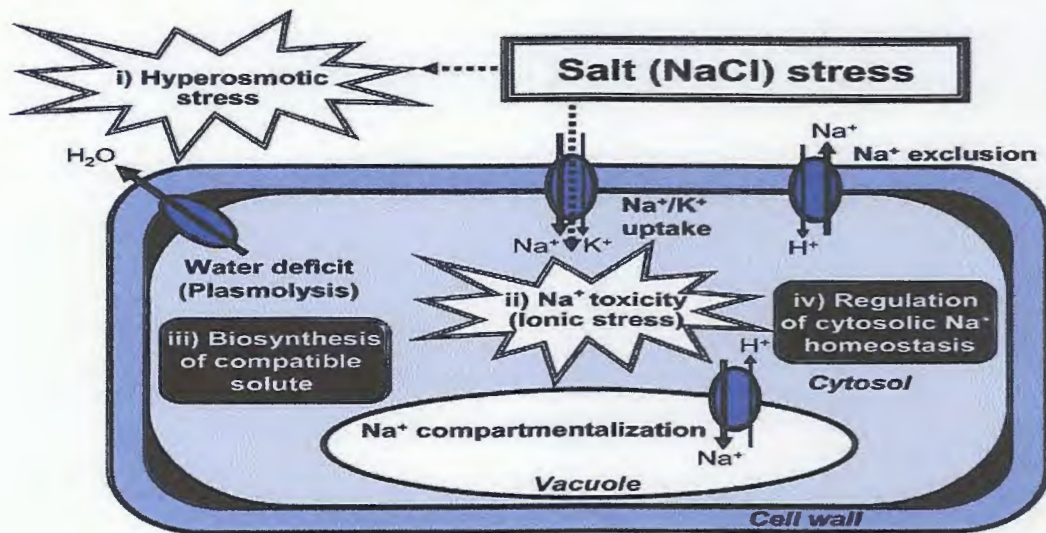 Salt (NaCl) stress
i) Hyperosmotic
stress
H₂O
Na⁺
Na⁺ exclusion
H⁺
Na⁺/K⁺
uptake
Na⁺
K⁺
Water deficit
(Plasmolysis)
ii) Na⁺ toxicity
(Ionic stress)
iii) Biosynthesis
of compatible
solute
iv) Regulation
of cytosolic Na⁺
homeostasis
H⁺
Cytosol
Na⁺ compartmentalization
Na⁺
Vacuole
Cell wall